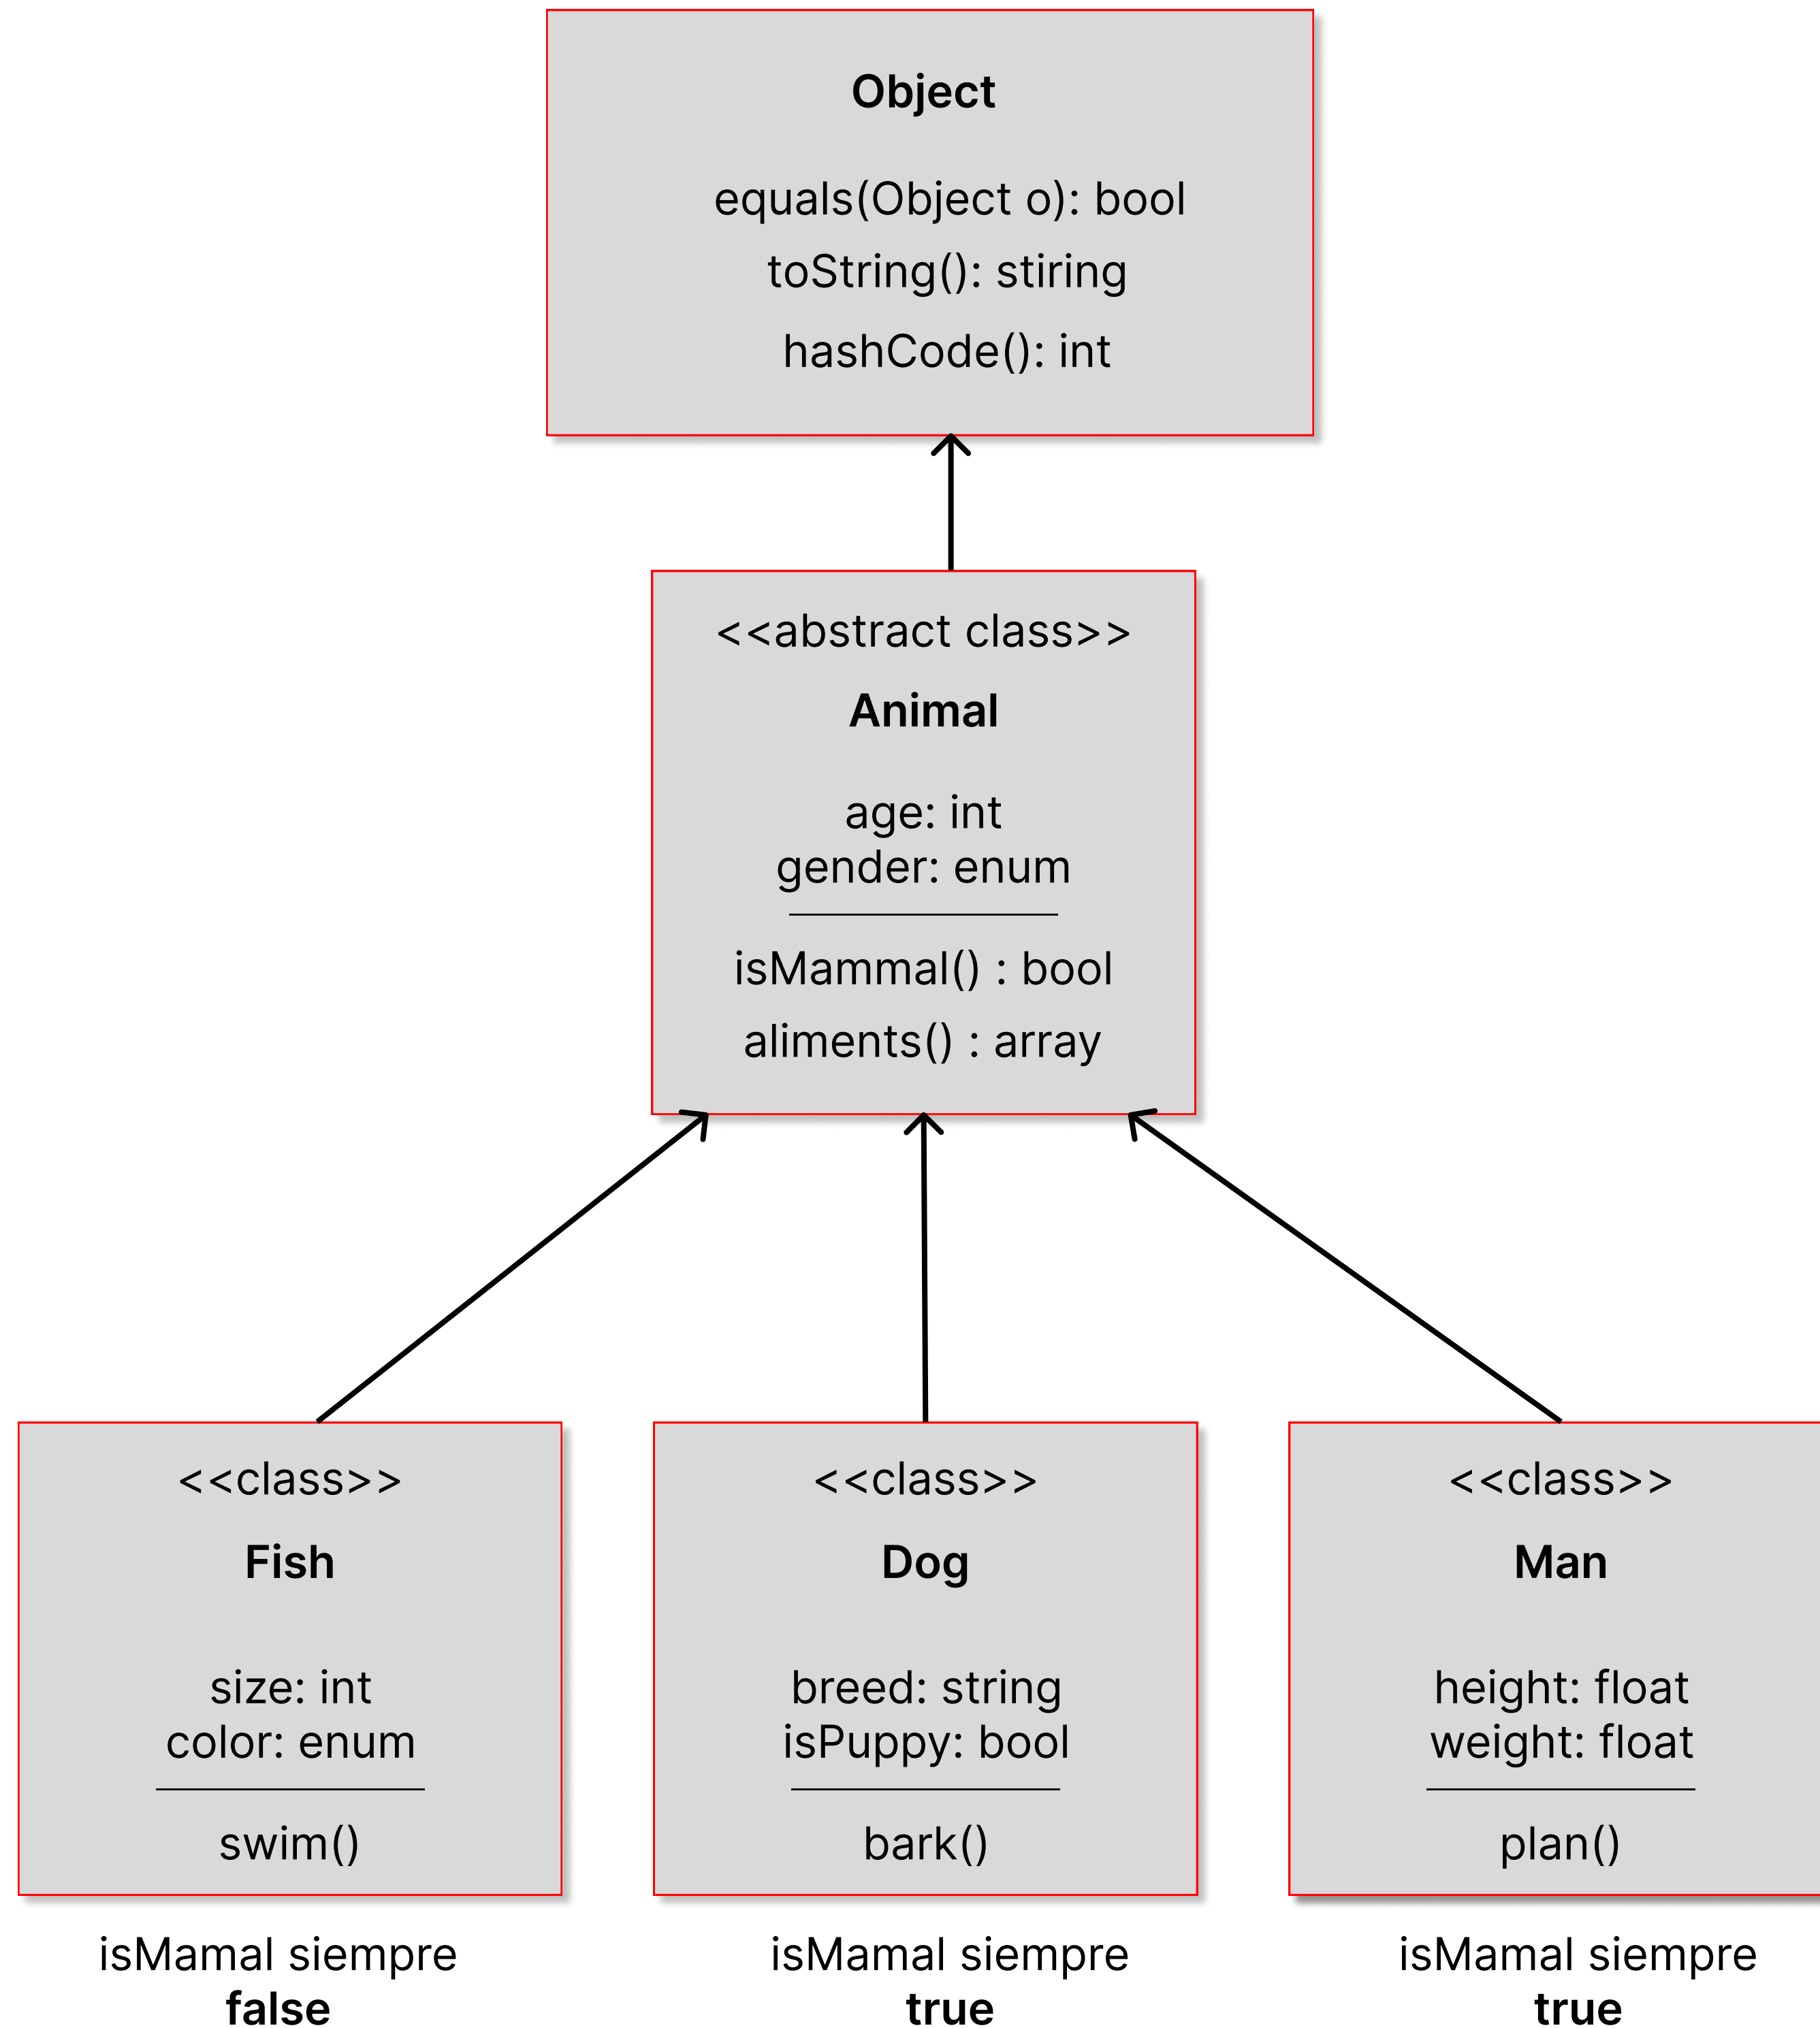 Object
equals(Object o): bool
toString(): stiring
hashCode(): int
<<abstract class>>
Animal
age: int
gender: enum
isMammal() : bool
aliments() : array
<<class>>
Fish
size: int
color: enum
swim()
isMamal siempre
false
<<class>>
Dog
breed: string
isPuppy: bool
bark()
isMamal siempre
true
<<class>>
Man
height: float
weight: float
plan()
isMamal siempre
true